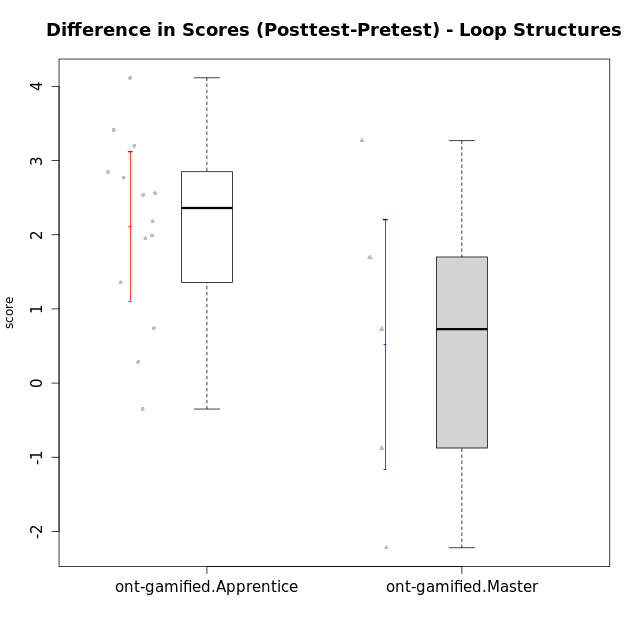 Difference in Scores (Posttest-Pretest) - Loop Structures
4
3
2
1
0
-1
-2
score
ont-gamified.Apprentice
ont-gamified.Master